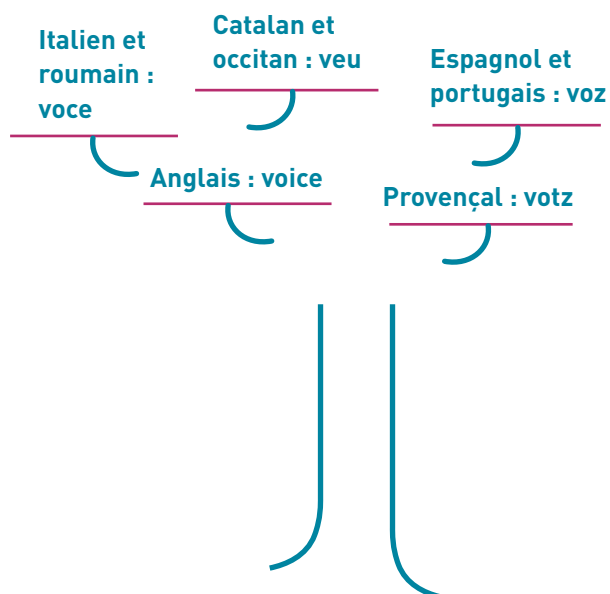 Italien et
roumain :
voce
Catalan et
occitan : veu
Espagnol et
portugais : voz
Anglais : voice
Provençal : votz